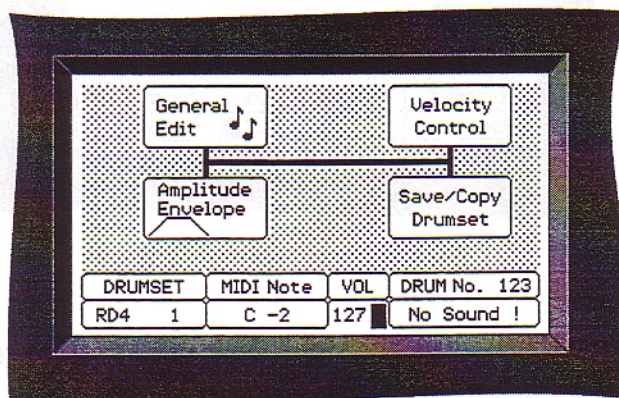 General
Edit
Velocity
Control
Amplitude
Envelope
Save/Copy
Drumset
DRUMSET MIDI Note VOL DRUM No. 123
RD4 1 C -2 127 No Sound !